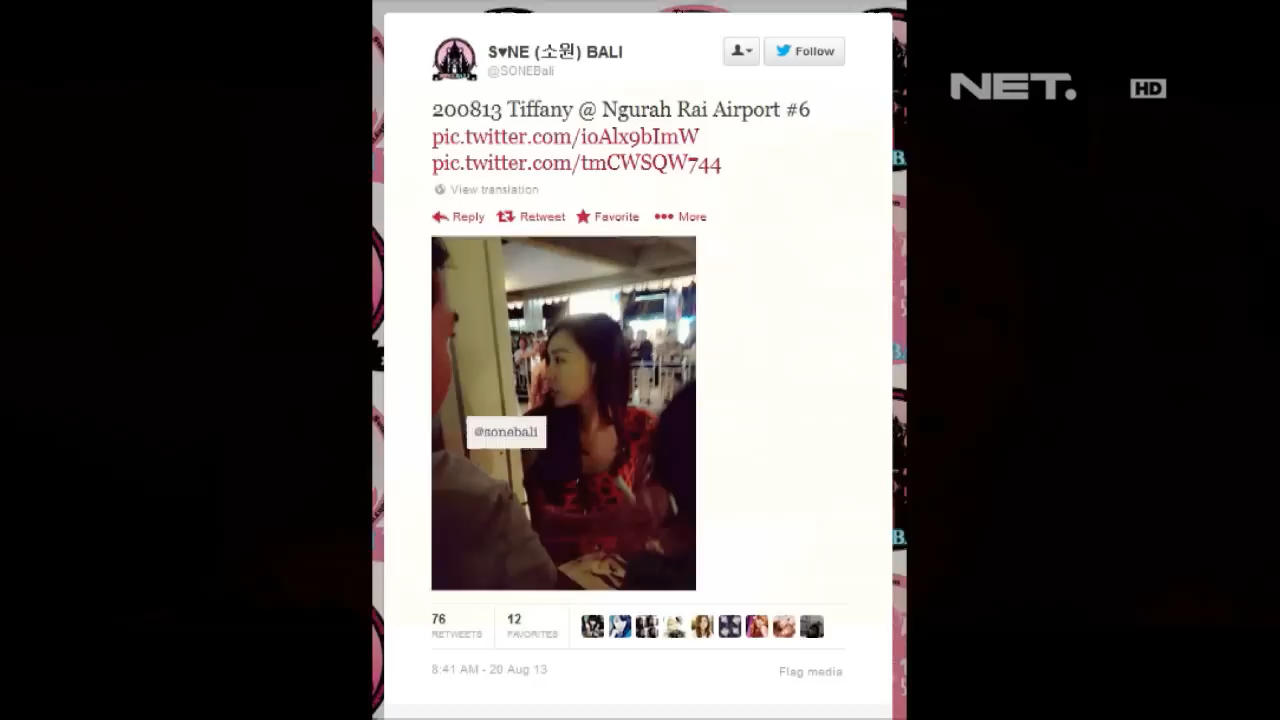 S♥NE (소원) BALI
@SONEBali
Follow
NET.
HD
200813 Tiffany @ Ngurah Rai Airport #6
pic.twitter.com/ioAlx9bImW
pic.twitter.com/tmCWSQW744
View translation
Reply Retweet Favorite More
@sonebali
76 RETWEETS
12 FAVORITES
8:41 AM - 20 Aug 13
Flag media